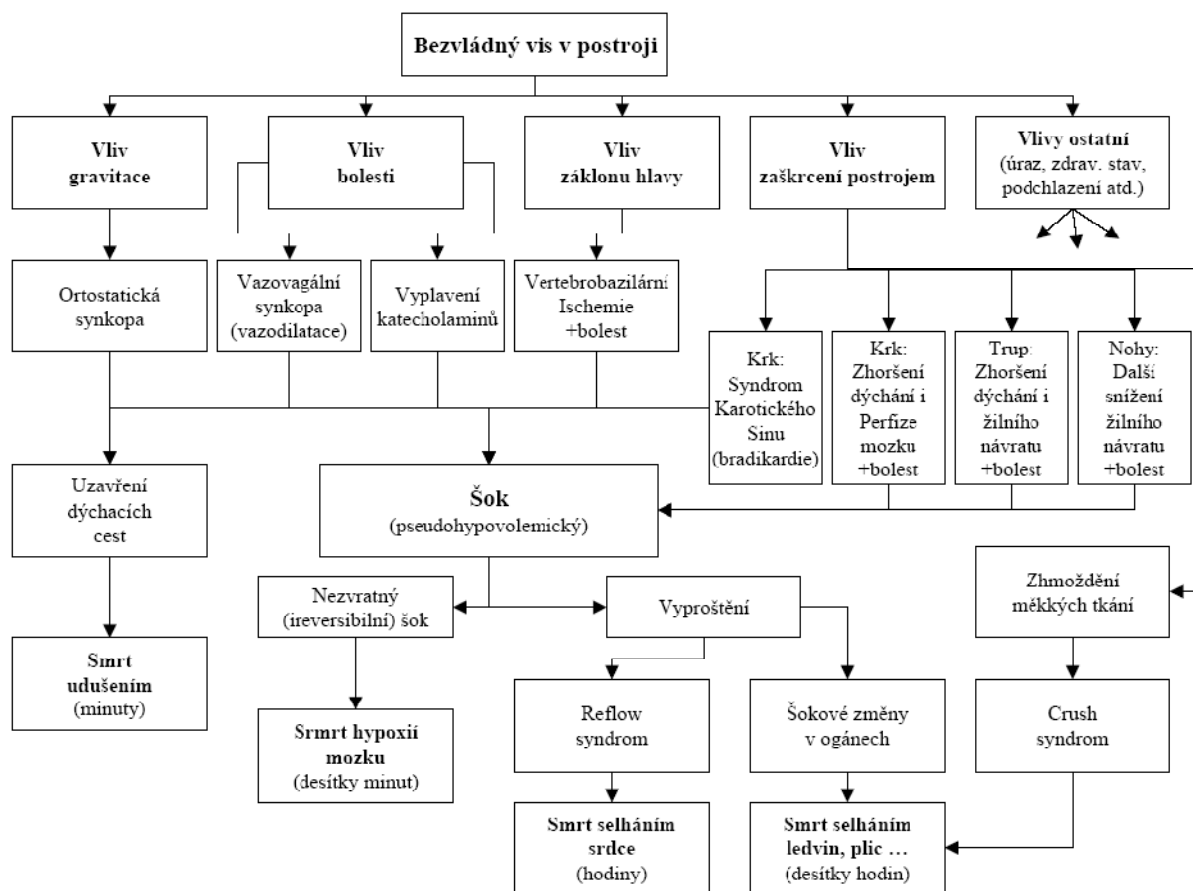 Bezvládný vis v postroji
Vliv
gravitace
Vliv
bolesti
Vliv
záklonu hlavy
Vliv
zaškrcení postrojem
Vlivy ostatní
(úraz, zdrav. stav,
podchlazení atd.)
Ortostatická
synkopa
Vazovagální
synkopa
(vazodilatace)
Vyplavení
katecholaminů
Vertebrobazilární
Ischemie
+bolest
Krk:
Syndrom
Karotického
Sinu
(bradikardie)
Krk:
Zhoršení
dýchání i
Perfíze
mozku
+bolest
Trup:
Zhoršení
dýchání i
žilního
návratu
+bolest
Nohy:
Další
snížení
žilního
návratu
+bolest
Uzavření
dýchacích
cest
Šok
(pseudohypovolemický)
Nezvratný
(ireversibilní) šok
Vyproštění
Zhmoždění
měkkých tkání
Smrt
udušením
(minuty)
Srmrt hypoxií
mozku
(desítky minut)
Reflow
syndrom
Šokové změny
v ogánech
Crush
syndrom
Smrt selháním
srdce
(hodiny)
Smrt selháním
ledvin, plic …
(desítky hodin)